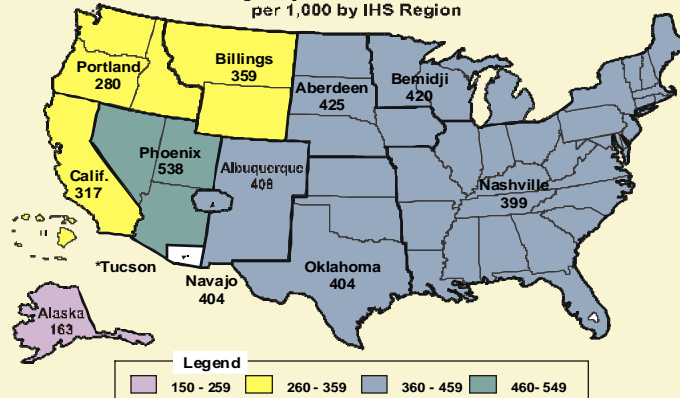 per 1,000 by IHS Region
Portland
280
Billings
359
Aberdeen
425
Bemidji
420
Phoenix
538
Albuquerque
408
Calif.
317
Nashville
399
*Tucson
Navajo
404
Oklahoma
404
Alaska
163
Legend
150 - 259
260 - 359
360 - 459
460- 549